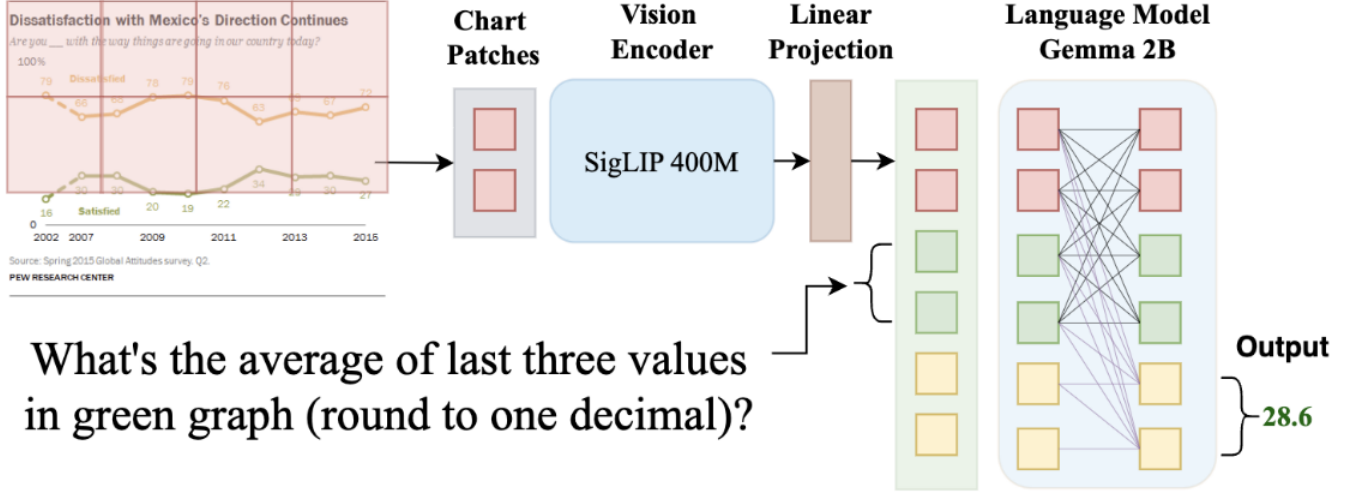 Dissatisfaction with Mexico's Direction Continues
Are you __ with the way things are going in our country today?
100%
79 Dissatisfied 78 79 76 72
66 68 63 69 67
30 30 34 29 30 27
16 Satisfied 20 19 22
0
2002 2007 2009 2011 2013 2015
Source: Spring 2015 Global Attitudes survey. Q2.
PEW RESEARCH CENTER
Chart
Patches
Vision
Encoder
SigLIP 400M
Linear
Projection
Language Model
Gemma 2B
What's the average of last three values
in green graph (round to one decimal)?
Output
28.6